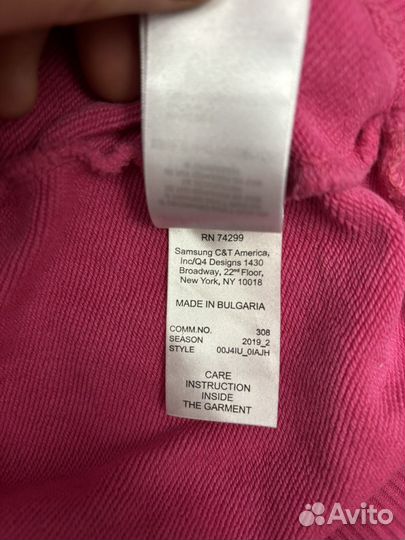 RN 74299
Samsung C&T America,
Inc/Q4 Designs 1430
Broadway, 22nd Floor,
New York, NY 10018
MADE IN BULGARIA
COMM.NO. 308
SEASON 2019_2
STYLE 00J4IU_0IAJH
CARE
INSTRUCTION
INSIDE
THE GARMENT
Avito